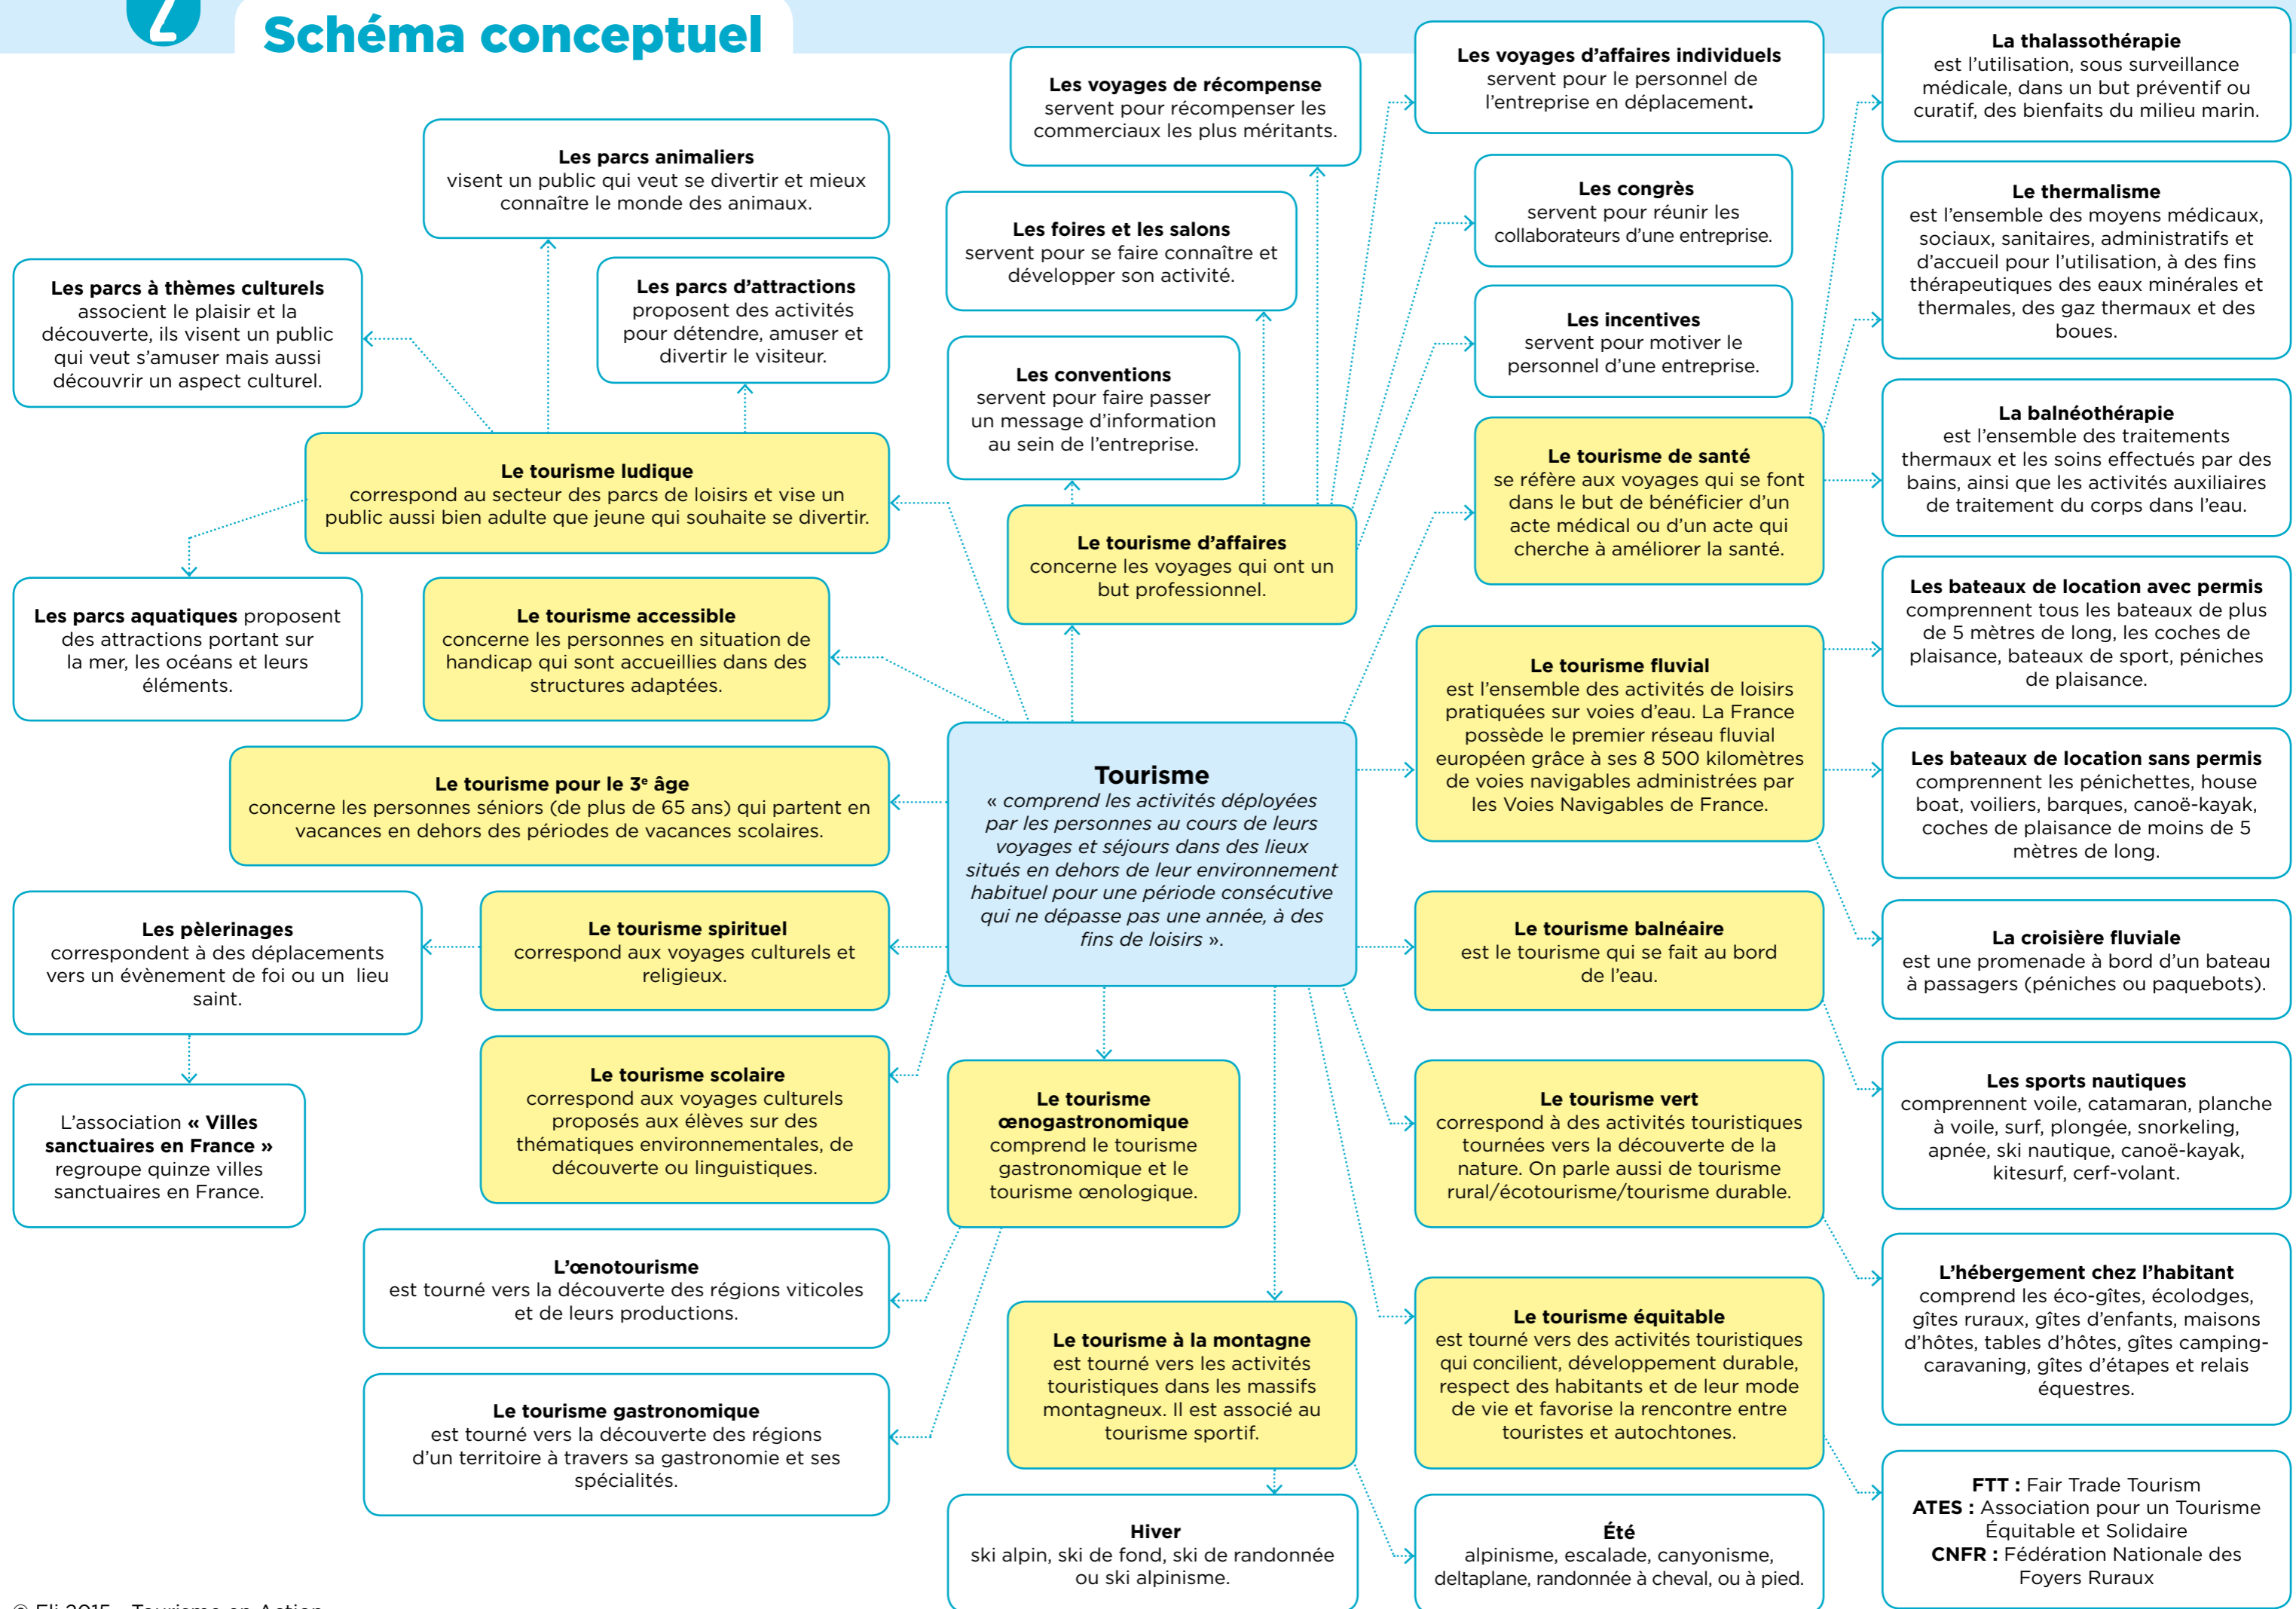 2
Schéma conceptuel
Les voyages de récompense
servent pour récompenser les
commerciaux les plus méritants.
Les voyages d'affaires individuels
servent pour le personnel de
l'entreprise en déplacement.
La thalassothérapie
est l'utilisation, sous surveillance
médicale, dans un but préventif ou
curatif, des bienfaits du milieu marin.
Les parcs animaliers
visent un public qui veut se divertir et mieux
connaître le monde des animaux.
Les foires et les salons
servent pour se faire connaître et
développer son activité.
Les congrès
servent pour réunir les
collaborateurs d'une entreprise.
Le thermalisme
est l'ensemble des moyens médicaux,
sociaux, sanitaires, administratifs et
d'accueil pour l'utilisation, à des fins
thérapeutiques des eaux minérales et
thermales, des gaz thermaux et des
boues.
Les parcs à thèmes culturels
associent le plaisir et la
découverte, ils visent un public
qui veut s'amuser mais aussi
découvrir un aspect culturel.
Les parcs d'attractions
proposent des activités
pour détendre, amuser et
divertir le visiteur.
Les conventions
servent pour faire passer
un message d'information
au sein de l'entreprise.
Les incentives
servent pour motiver le
personnel d'une entreprise.
La balnéothérapie
est l'ensemble des traitements
thermaux et les soins effectués par des
bains, ainsi que les activités auxiliaires
de traitement du corps dans l'eau.
Le tourisme ludique
correspond au secteur des parcs de loisirs et vise un
public aussi bien adulte que jeune qui souhaite se divertir.
Le tourisme d'affaires
concerne les voyages qui ont un
but professionnel.
Le tourisme de santé
se réfère aux voyages qui se font
dans le but de bénéficier d'un
acte médical ou d'un acte qui
cherche à améliorer la santé.
Les bateaux de location avec permis
comprennent tous les bateaux de plus
de 5 mètres de long, les coches de
plaisance, bateaux de sport, péniches
de plaisance.
Les parcs aquatiques proposent
des attractions portant sur
la mer, les océans et leurs
éléments.
Le tourisme accessible
concerne les personnes en situation de
handicap qui sont accueillies dans des
structures adaptées.
Le tourisme fluvial
est l'ensemble des activités de loisirs
pratiquées sur voies d'eau. La France
possède le premier réseau fluvial
européen grâce à ses 8 500 kilomètres
de voies navigables administrées par
les Voies Navigables de France.
Les bateaux de location sans permis
comprennent les pénichettes, house
boat, voiliers, barques, canoë-kayak,
coches de plaisance de moins de 5
mètres de long.
Le tourisme pour le 3e âge
concerne les personnes séniors (de plus de 65 ans) qui partent en
vacances en dehors des périodes de vacances scolaires.
Tourisme
« comprend les activités déployées
par les personnes au cours de leurs
voyages et séjours dans des lieux
situés en dehors de leur environnement
habituel pour une période consécutive
qui ne dépasse pas une année, à des
fins de loisirs ».
Les pèlerinages
correspondent à des déplacements
vers un évènement de foi ou un lieu
saint.
Le tourisme spirituel
correspond aux voyages culturels et
religieux.
Le tourisme balnéaire
est le tourisme qui se fait au bord
de l'eau.
La croisière fluviale
est une promenade à bord d'un bateau
à passagers (péniches ou paquebots).
L'association « Villes
sanctuaires en France »
regroupe quinze villes
sanctuaires en France.
Le tourisme scolaire
correspond aux voyages culturels
proposés aux élèves sur des
thématiques environnementales, de
découverte ou linguistiques.
Le tourisme
œnogastronomique
comprend le tourisme
gastronomique et le
tourisme œnologique.
Le tourisme vert
correspond à des activités touristiques
tournées vers la découverte de la
nature. On parle aussi de tourisme
rural/écotourisme/tourisme durable.
Les sports nautiques
comprennent voile, catamaran, planche
à voile, surf, plongée, snorkeling,
apnée, ski nautique, canoë-kayak,
kitesurf, cerf-volant.
L'œnotourisme
est tourné vers la découverte des régions viticoles
et de leurs productions.
L'hébergement chez l'habitant
comprend les éco-gîtes, écolodges,
gîtes ruraux, gîtes d'enfants, maisons
d'hôtes, tables d'hôtes, gîtes camping-
caravaning, gîtes d'étapes et relais
équestres.
Le tourisme gastronomique
est tourné vers la découverte des régions
d'un territoire à travers sa gastronomie et ses
spécialités.
Le tourisme à la montagne
est tourné vers les activités
touristiques dans les massifs
montagneux. Il est associé au
tourisme sportif.
Le tourisme équitable
est tourné vers des activités touristiques
qui concilient, développement durable,
respect des habitants et de leur mode
de vie et favorise la rencontre entre
touristes et autochtones.
Hiver
ski alpin, ski de fond, ski de randonnée
ou ski alpinisme.
Été
alpinisme, escalade, canyonisme,
deltaplane, randonnée à cheval, ou à pied.
FTT : Fair Trade Tourism
ATES : Association pour un Tourisme
Équitable et Solidaire
CNFR : Fédération Nationale des
Foyers Ruraux
© Eli 2015 - Tourisme en Action